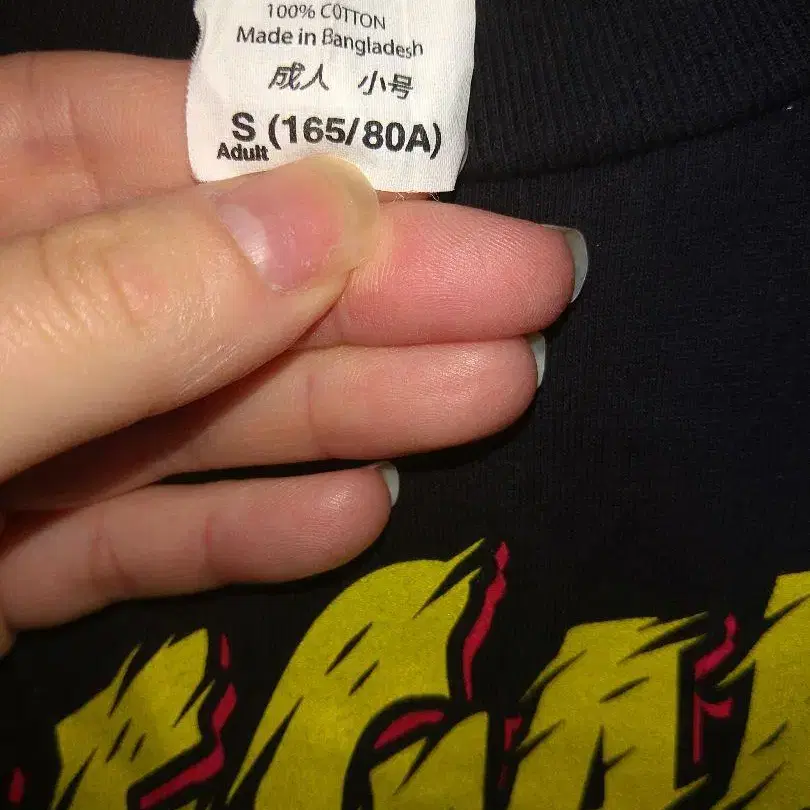 100% COTTON
Made in Bangladesh
成人 小号
S (165/80A)
Adult